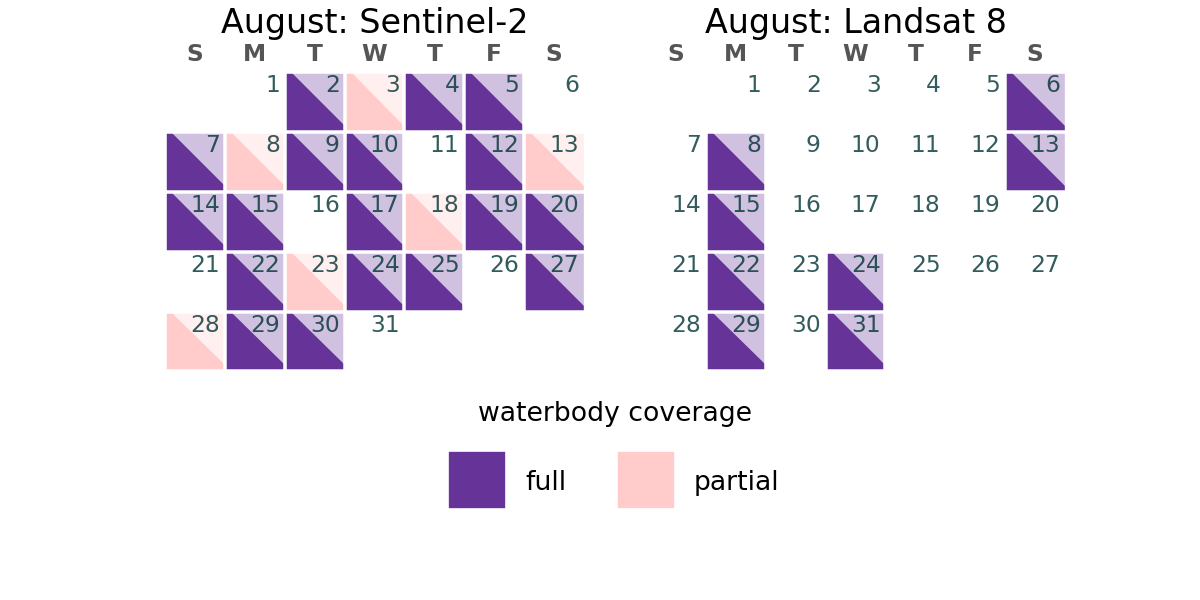 August: Sentinel-2
S M T W T F S
1 2 3 4 5 6
7 8 9 10 11 12 13
14 15 16 17 18 19 20
21 22 23 24 25 26 27
28 29 30 31
August: Landsat 8
S M T W T F S
1 2 3 4 5 6
7 8 9 10 11 12 13
14 15 16 17 18 19 20
21 22 23 24 25 26 27
28 29 30 31
waterbody coverage
full partial